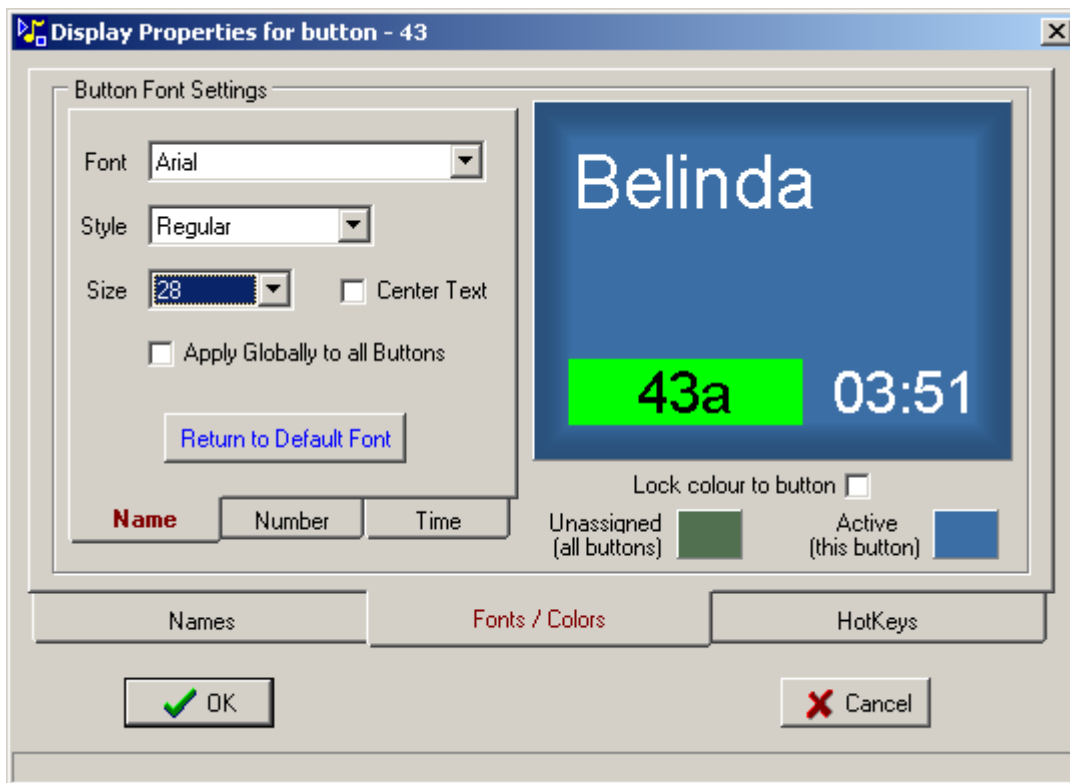 Display Properties for button - 43
Button Font Settings
Font Arial
Style Regular
Size 28 Center Text
Apply Globally to all Buttons
Return to Default Font
Name Number Time
Belinda
43a 03:51
Lock colour to button
Unassigned
(all buttons)
Active
(this button)
Names Fonts / Colors HotKeys
OK Cancel